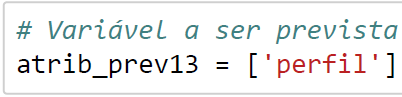 # Variável a ser prevista
atrib_prev13 = ['perfil']